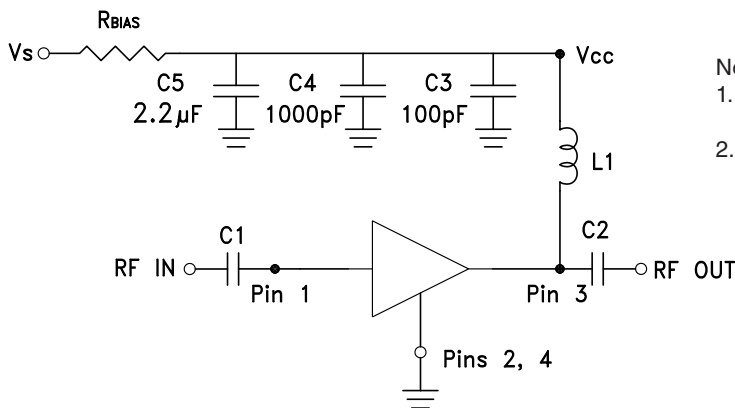 RBIAS
Vs
Vcc
C5
2.2µF
C4
1000pF
C3
100pF
L1
1.
2.
RF IN
C1
Pin 1
C2
RF OUT
Pin 3
Pins 2, 4